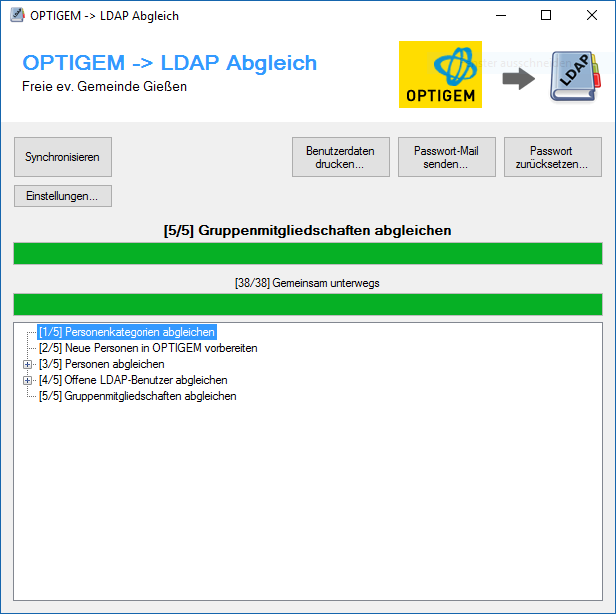 OPTIGEM -> LDAP Abgleich
OPTIGEM -> LDAP Abgleich
Freie ev. Gemeinde Gießen
OPTIGEM
LDAP
Synchronisieren
Benutzerdaten
drucken...
Passwort-Mail
senden...
Passwort
zurücksetzen...
Einstellungen...
[5/5] Gruppenmitgliedschaften abgleichen
[38/38] Gemeinsam unterwegs
[1/5] Personenkategorien abgleichen
[2/5] Neue Personen in OPTIGEM vorbereiten
[3/5] Personen abgleichen
[4/5] Offene LDAP-Benutzer abgleichen
[5/5] Gruppenmitgliedschaften abgleichen